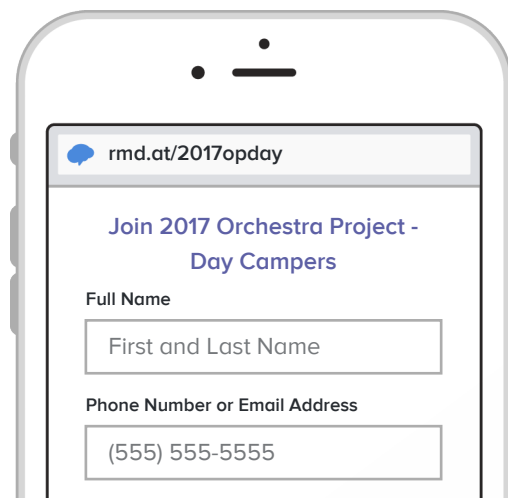 rmd.at/2017opday
Join 2017 Orchestra Project -
Day Campers
Full Name
First and Last Name
Phone Number or Email Address
(555) 555-5555